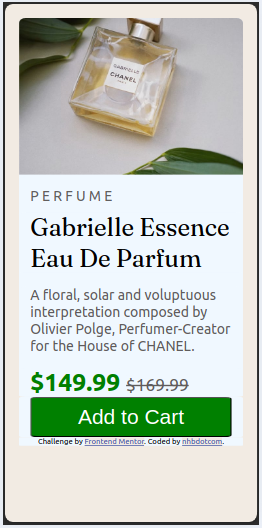 GABRIELLE
CHANEL
PERFUME
Gabrielle Essence
Eau De Parfum
A floral, solar and voluptuous
interpretation composed by
Olivier Polge, Perfumer-Creator
for the House of CHANEL.
$149.99 $169.99
Add to Cart
Challenge by Frontend Mentor. Coded by nhbdotcom.